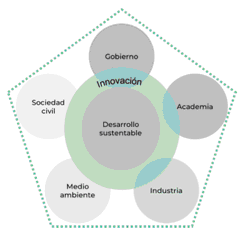 Gobierno
Innovación
Sociedad
civil
Academia
Desarrollo
sustentable
Medio
ambiente
Industria